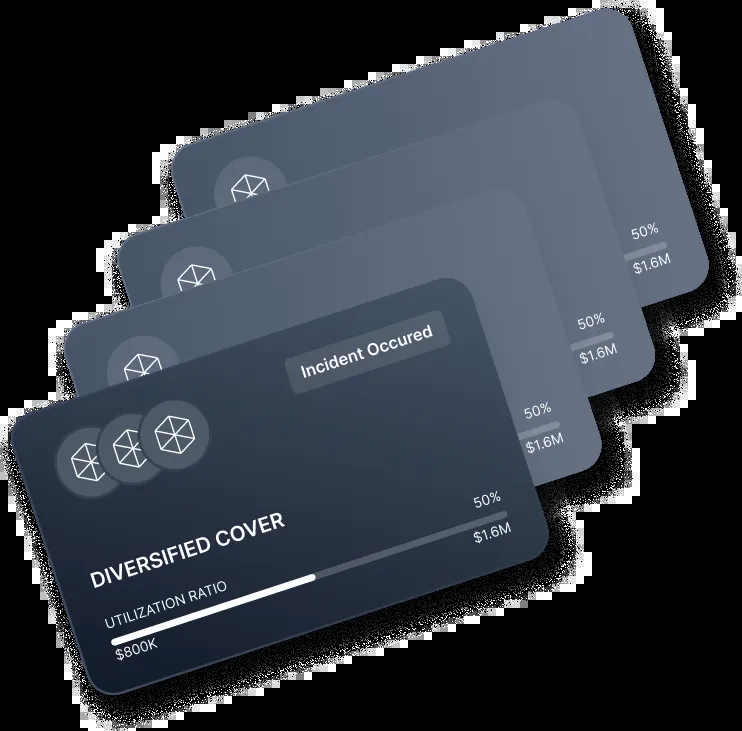 50%
$1.6M
50%
$1.6M
50%
$1.6M
Incident Occured
DIVERSIFIED COVER
50%
UTILIZATION RATIO
$1.6M
$800K